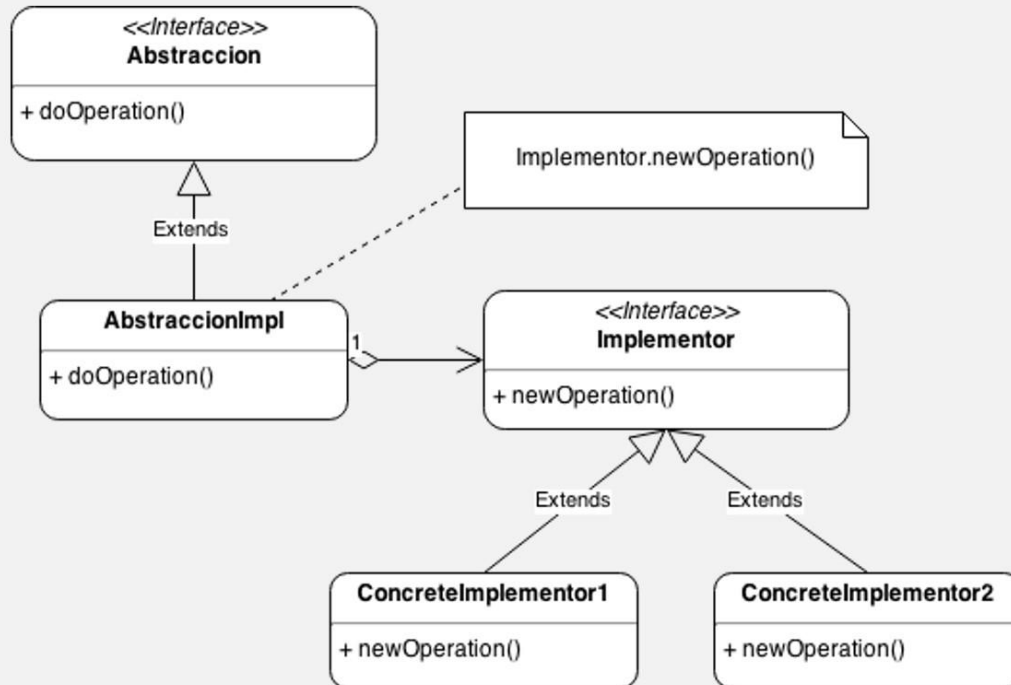 <<Interface>>
Abstraccion
+ doOperation()
Implementor.newOperation()
Extends
AbstraccionImpl
+ doOperation()
1
<<Interface>>
Implementor
+ newOperation()
Extends
Extends
ConcreteImplementor1
+ newOperation()
ConcreteImplementor2
+ newOperation()